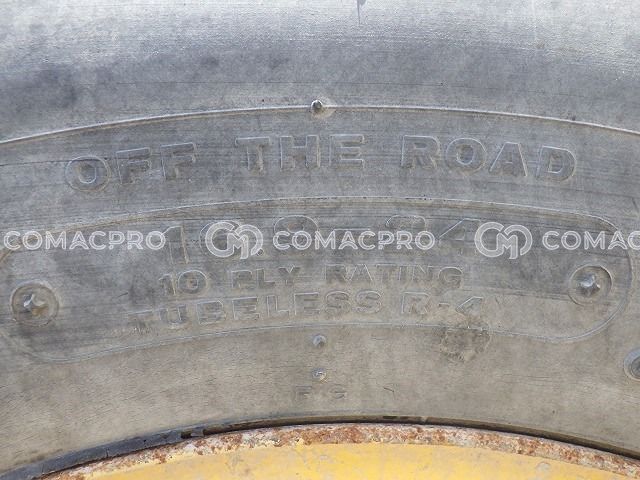 OFF THE ROAD
COMACPRO COMACPRO COMAC
10 PLY RATING
TUBELESS R-4